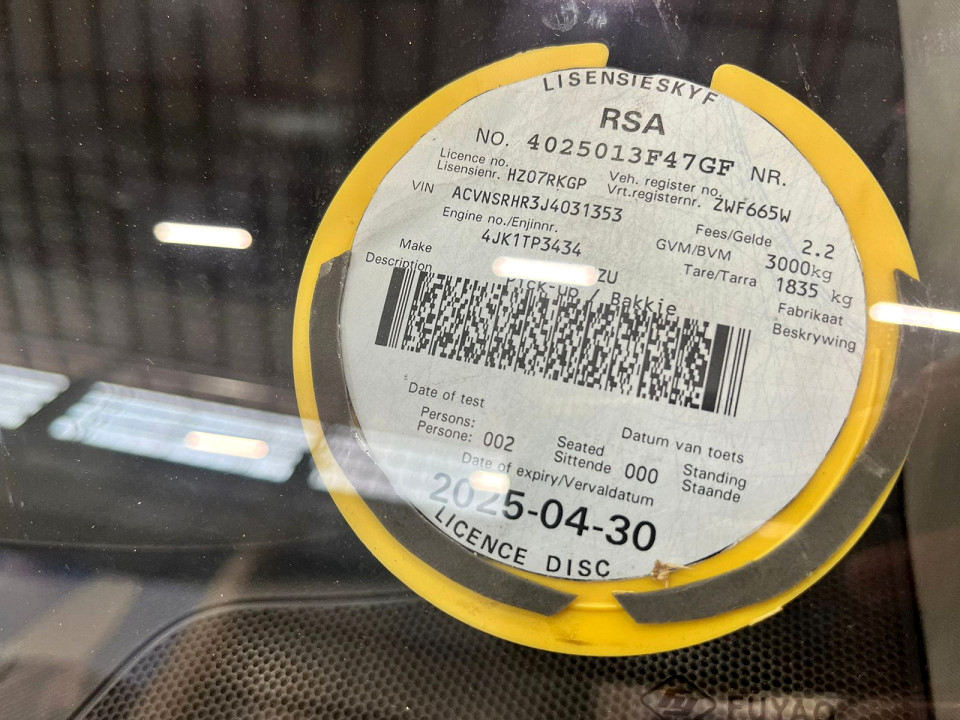 LISENSIESKYF
RSA
NO. 4025013F47GF NR.
Licence no. Veh. register no.
Lisensienr. HZ07RKGP Vrt.registernr. ZWF665W
VIN ACVNSRHR3J4031353 Fees/Gelde 2.2
Engine no./Enjinnr. GVM/BVM 3000kg
4JK1TP3434 Tare/Tarra 1835 kg
Make ZU Fabrikaat
Description Pick-up / Bakkie Beskrywing
Date of test Datum van toets
Persons: Seated Standing
Persone: 002 Sittende 000 Staande
Date of expiry/Vervaldatum
2025-04-30
LICENCE DISC
FUYAO